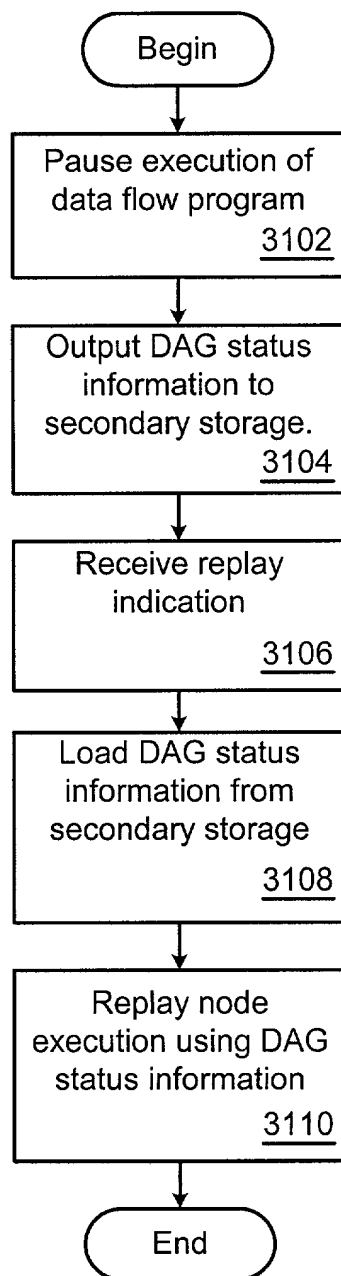 Begin
Pause execution of
data flow program
3102
Output DAG status
information to
secondary storage.
3104
Receive replay
indication
3106
Load DAG status
information from
secondary storage
3108
Replay node
execution using DAG
status information
3110
End